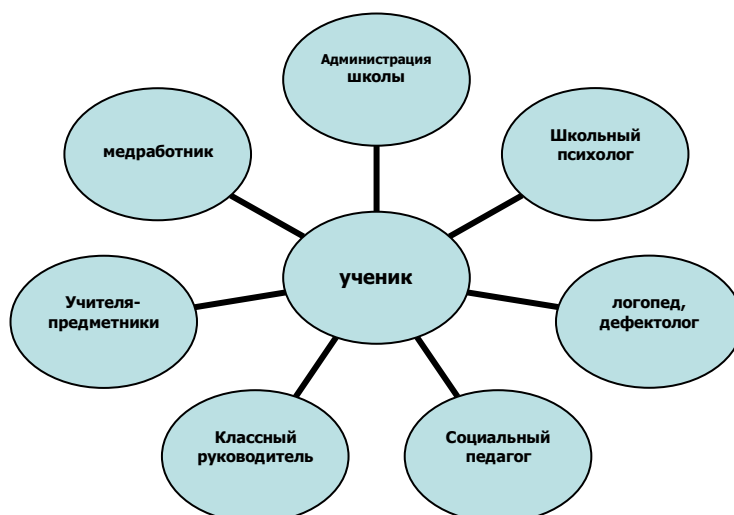 Администрация
школы
Школьный
психолог
медработник
ученик
Учителя-
предметники
логопед,
дефектолог
Классный
руководитель
Социальный
педагог